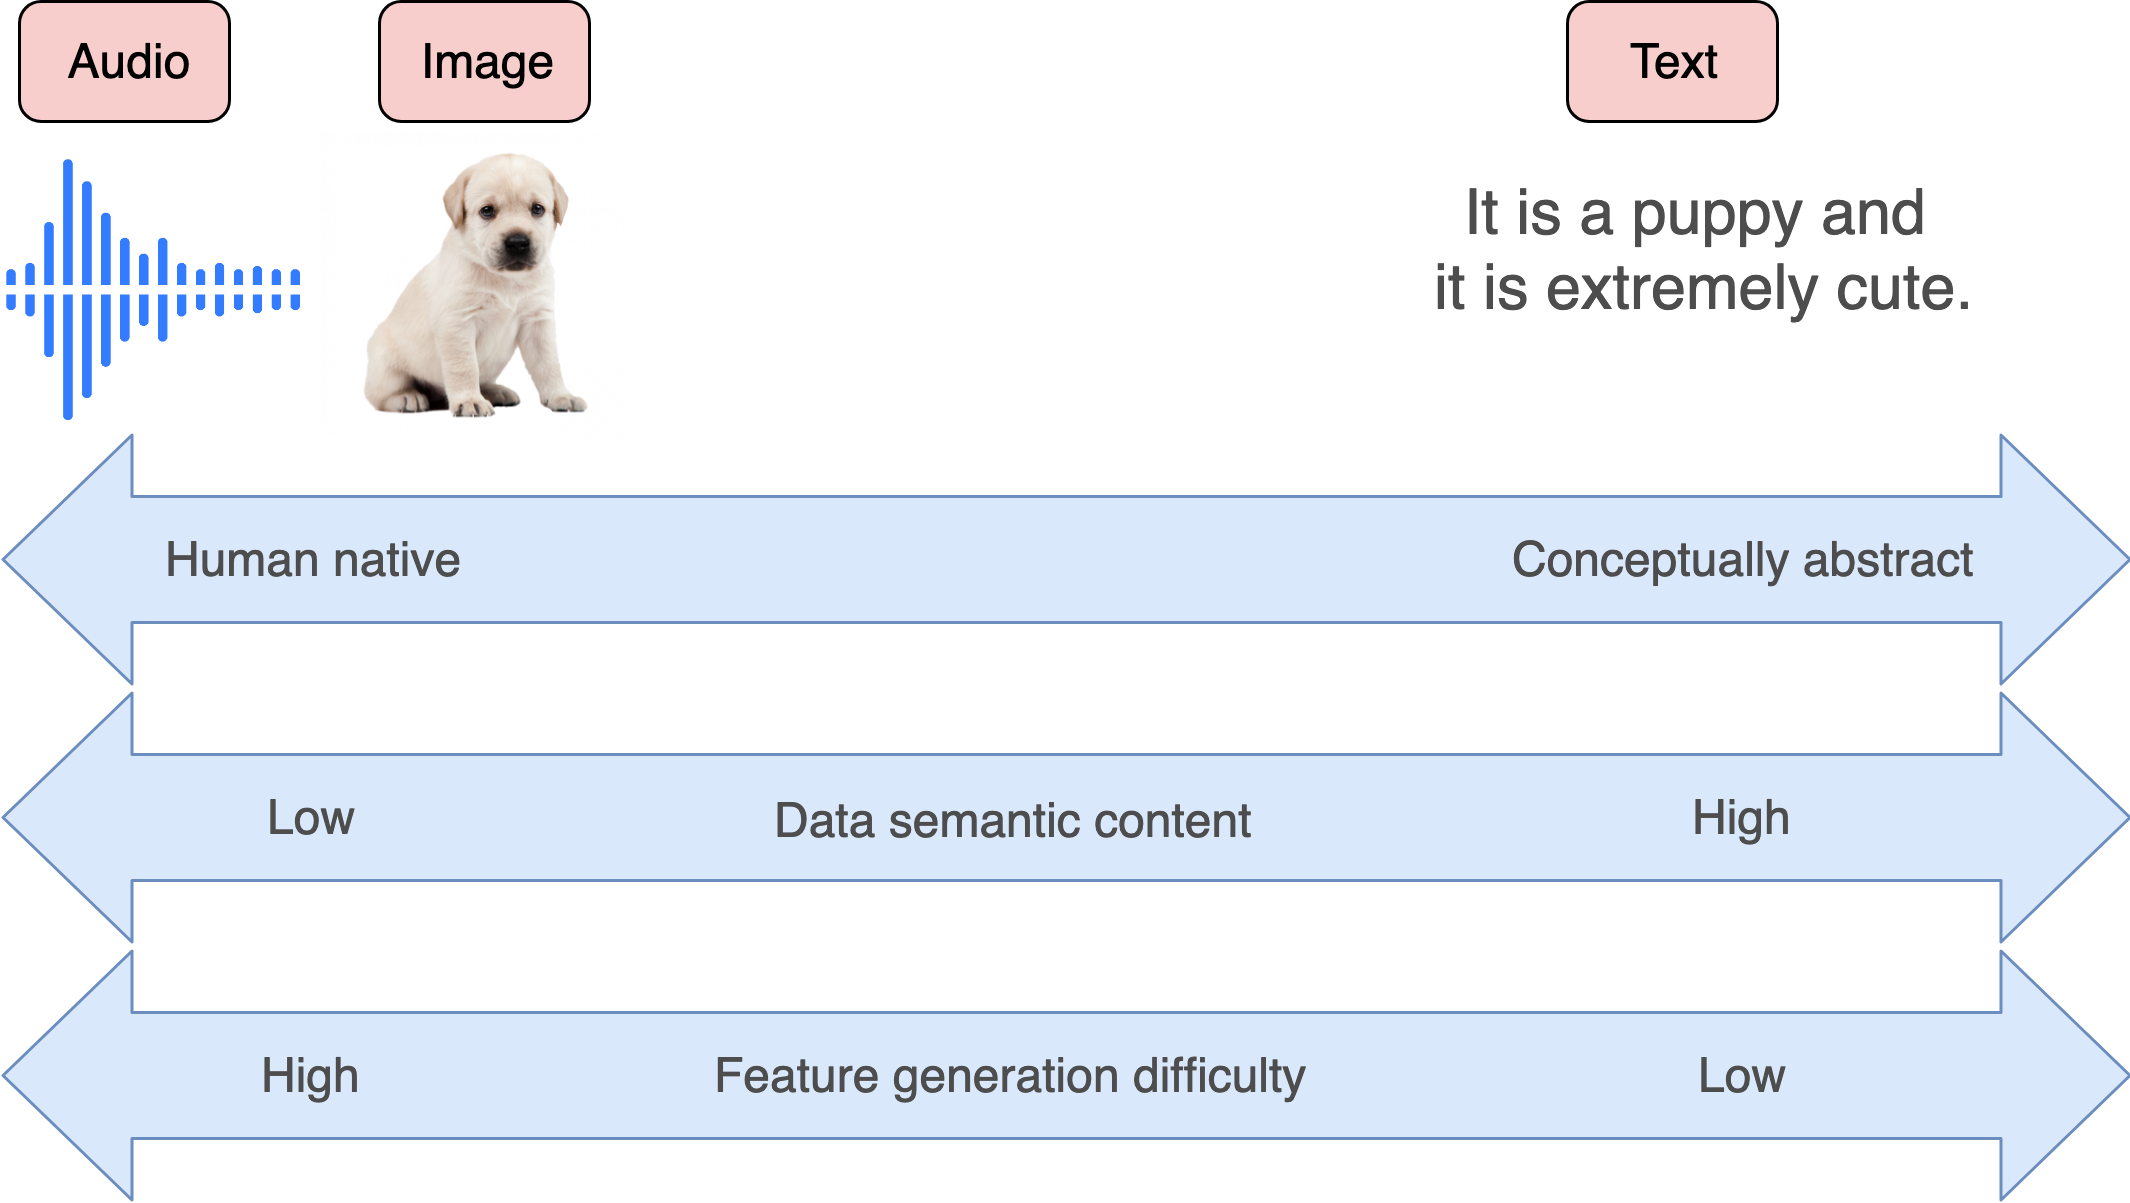 Audio
Image
Text
It is a puppy and
it is extremely cute.
Human native
Conceptually abstract
Low
Data semantic content
High
High
Feature generation difficulty
Low